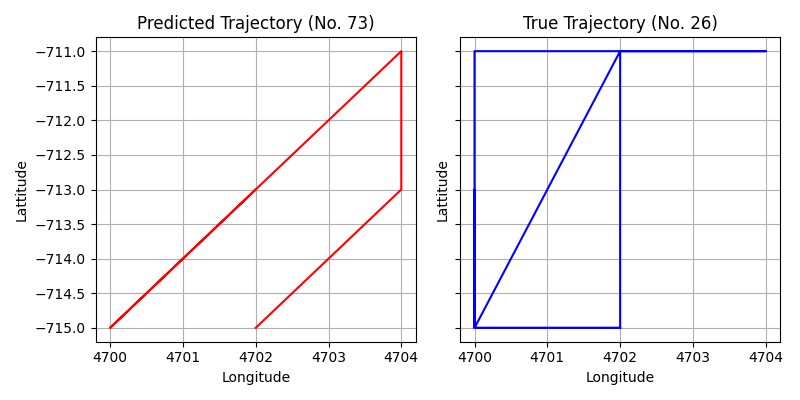 Predicted Trajectory (No. 73)
True Trajectory (No. 26)
Lattitude
−711.0
−711.5
−712.0
−712.5
−713.0
−713.5
−714.0
−714.5
−715.0
4700 4701 4702 4703 4704
Longitude
Lattitude
4700 4701 4702 4703 4704
Longitude